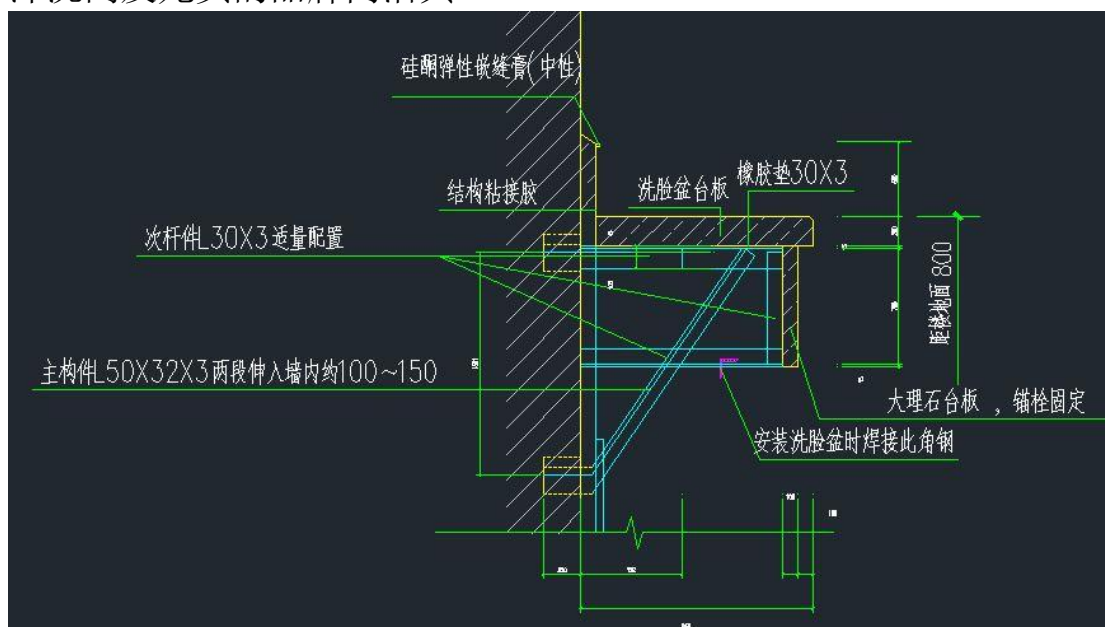 硅酮弹性嵌缝膏(中性)
橡胶垫30X3
结构粘接胶
洗脸盆台板
次杆件L30X3适量配置
距楼地面 800
主构件L50X32X3两段伸入墙内约100~150
大理石台板 ,锚栓固定
安装洗脸盆时焊接此角钢